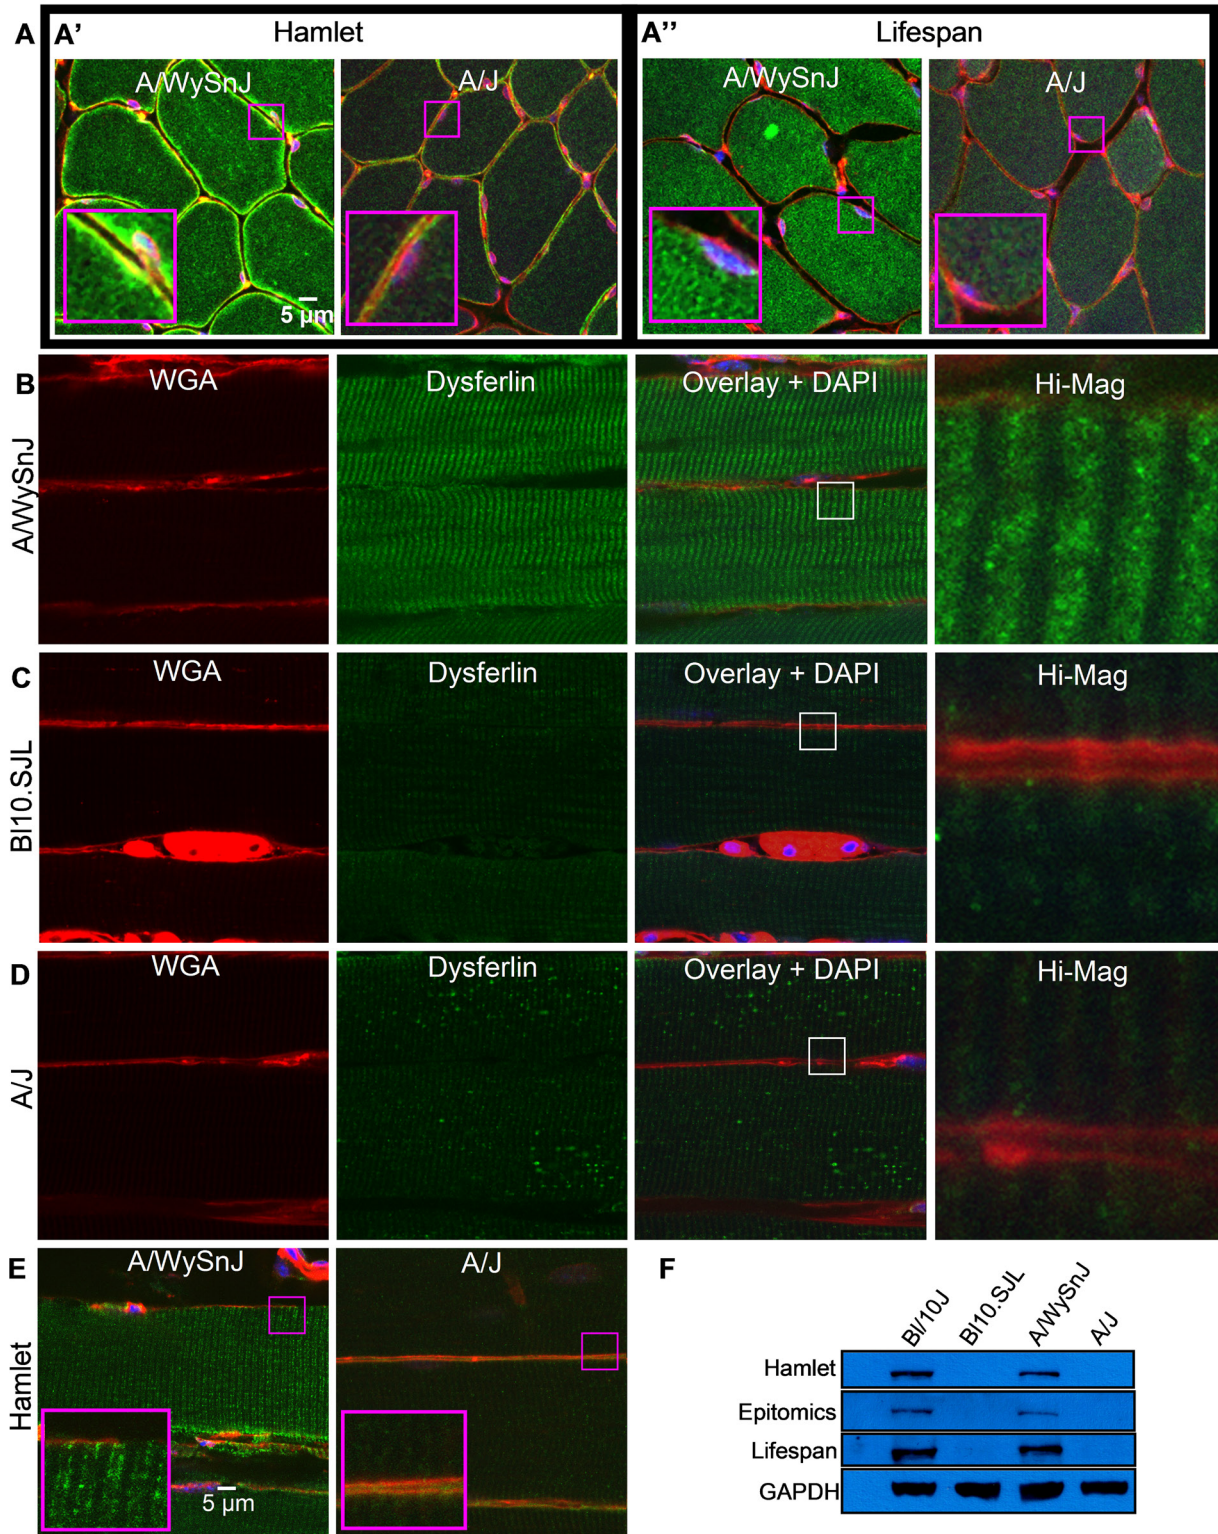 A
A' Hamlet
A/WySnJ A/J
5 µm
A'' Lifespan
A/WySnJ A/J
B
A/WySnJ
WGA Dysferlin Overlay + DAPI Hi-Mag
C
Bl10.SJL
WGA Dysferlin Overlay + DAPI Hi-Mag
D
A/J
WGA Dysferlin Overlay + DAPI Hi-Mag
E
Hamlet
A/WySnJ A/J
5 µm
F
Bl/10J Bl10.SJL A/WySnJ A/J
Hamlet
Epitomics
Lifespan
GAPDH